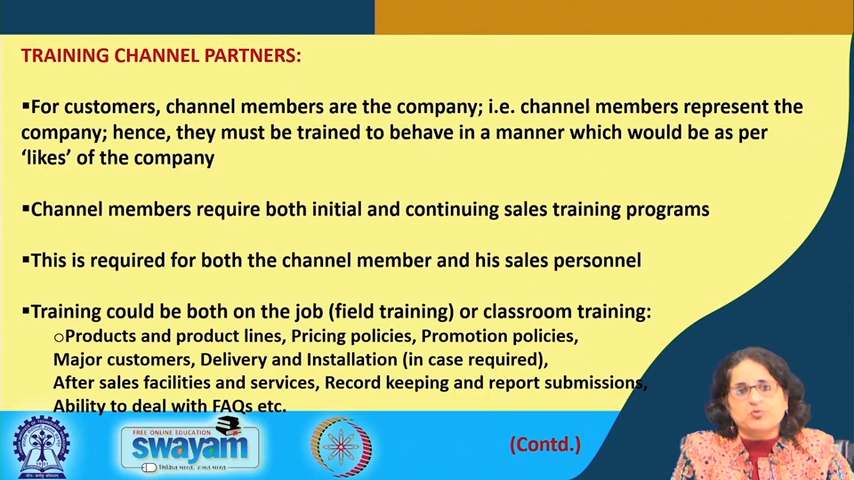 TRAINING CHANNEL PARTNERS:
▪For customers, channel members are the company; i.e. channel members represent the
company; hence, they must be trained to behave in a manner which would be as per
‘likes’ of the company
▪Channel members require both initial and continuing sales training programs
▪This is required for both the channel member and his sales personnel
▪Training could be both on the job (field training) or classroom training:
oProducts and product lines, Pricing policies, Promotion policies,
Major customers, Delivery and Installation (in case required),
After sales facilities and services, Record keeping and report submissions,
Ability to deal with FAQs etc.
FREE ONLINE EDUCATION
swayam
(Contd.)